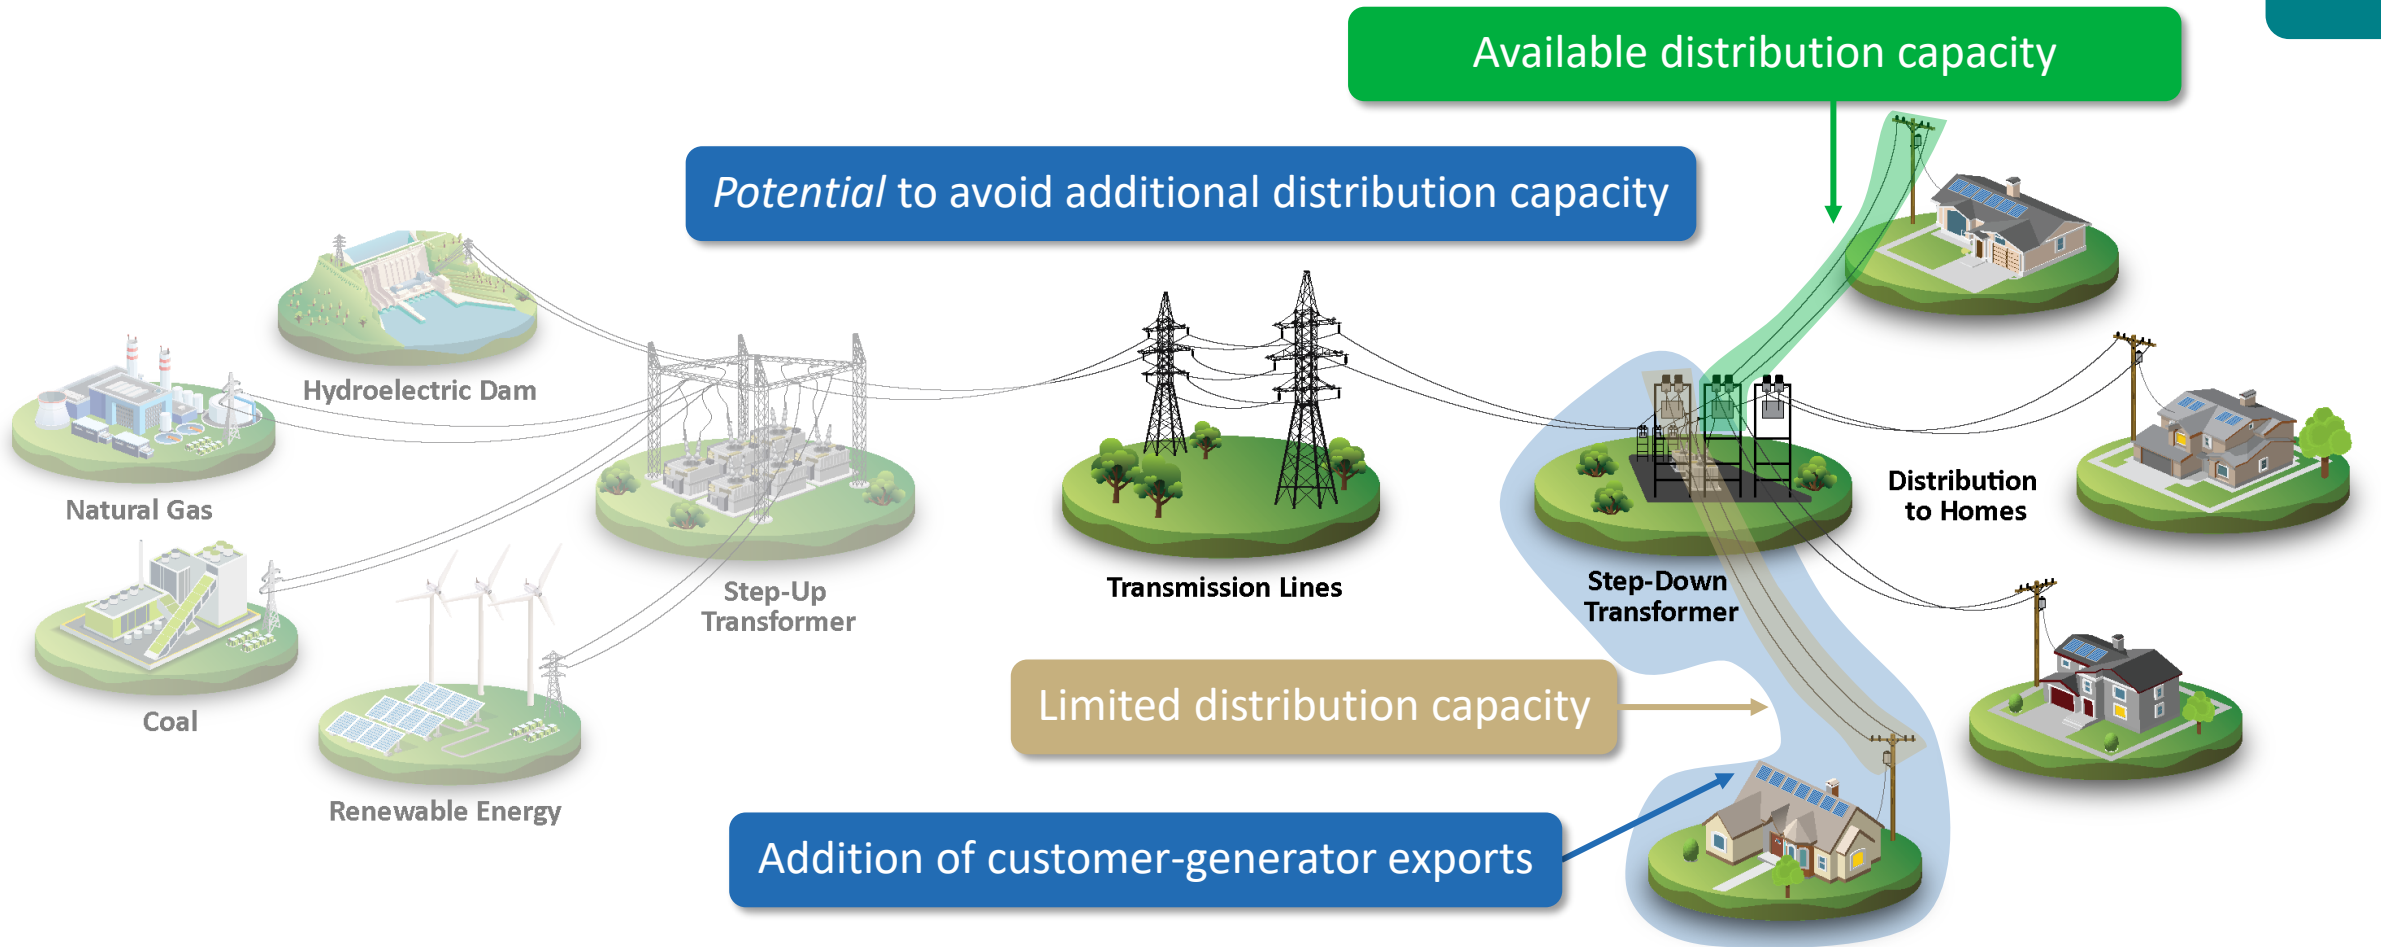 Available distribution capacity
Potential to avoid additional distribution capacity
Hydroelectric Dam
Natural Gas
Distribution
to Homes
Step-Up
Transformer
Transmission Lines
Step-Down
Transformer
Coal
Limited distribution capacity
Renewable Energy
Addition of customer-generator exports